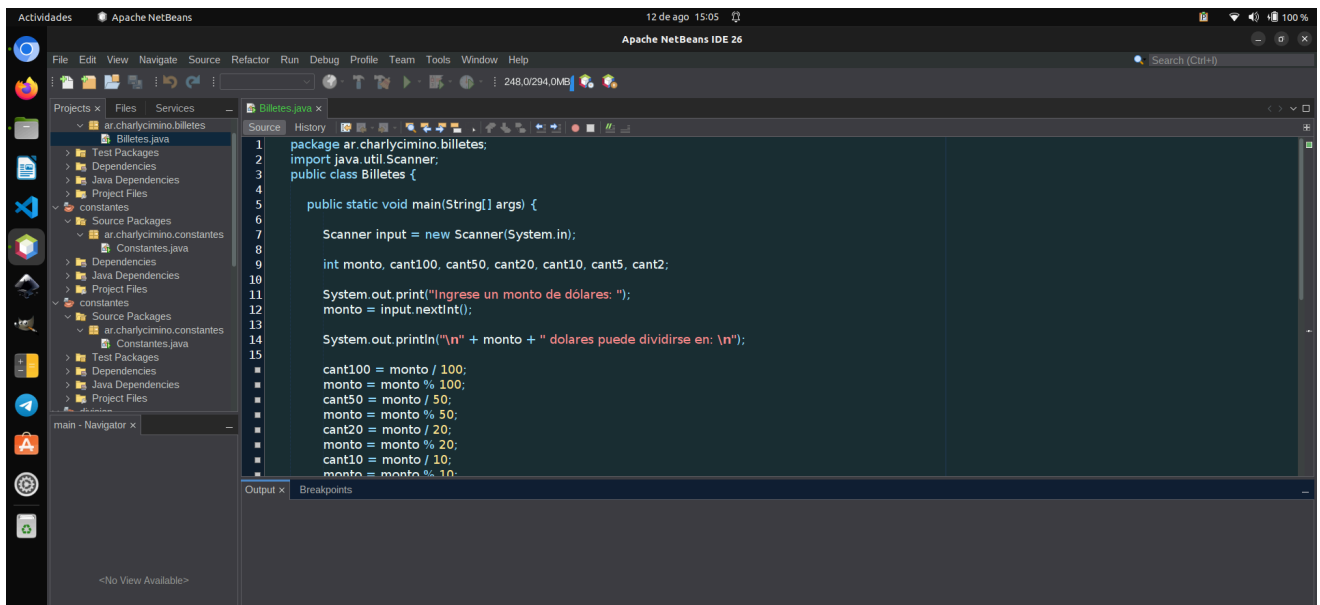 Actividades Apache NetBeans 12 de ago 15:05 100 %
Apache NetBeans IDE 26
File Edit View Navigate Source Refactor Run Debug Profile Team Tools Window Help Search (Ctrl+I)
248,0/294,0MB
Projects Files Services
ar.charlycimino.billetes
Billetes.java
Test Packages
Dependencies
Java Dependencies
Project Files
constantes
Source Packages
ar.charlycimino.constantes
Constantes.java
Dependencies
Java Dependencies
Project Files
constantes
Source Packages
ar.charlycimino.constantes
Constantes.java
Test Packages
Dependencies
Java Dependencies
Project Files
division
main - Navigator
<No View Available>
Billetes.java
Source History
1 package ar.charlycimino.billetes;
2 import java.util.Scanner;
3 public class Billetes {
4
5 public static void main(String[] args) {
6
7 Scanner input = new Scanner(System.in);
8
9 int monto, cant100, cant50, cant20, cant10, cant5, cant2;
10
11 System.out.print("Ingrese un monto de dólares: ");
12 monto = input.nextInt();
13
14 System.out.println("\n" + monto + " dolares puede dividirse en: \n");
15
cant100 = monto / 100;
monto = monto % 100;
cant50 = monto / 50;
monto = monto % 50;
cant20 = monto / 20;
monto = monto % 20;
cant10 = monto / 10;
monto = monto % 10;
Output Breakpoints